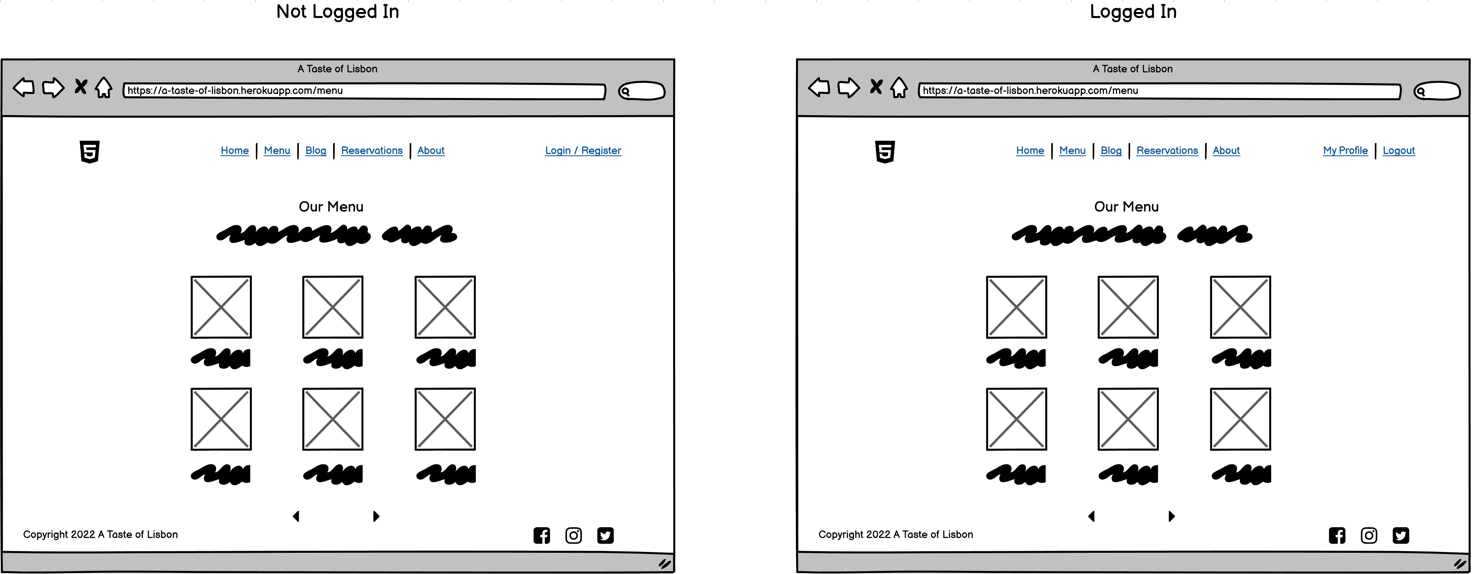 Not Logged In
A Taste of Lisbon
https://a-taste-of-lisbon.herokuapp.com/menu
Home Menu Blog Reservations About Login / Register
Our Menu
Copyright 2022 A Taste of Lisbon
Logged In
A Taste of Lisbon
https://a-taste-of-lisbon.herokuapp.com/menu
Home Menu Blog Reservations About My Profile Logout
Our Menu
Copyright 2022 A Taste of Lisbon